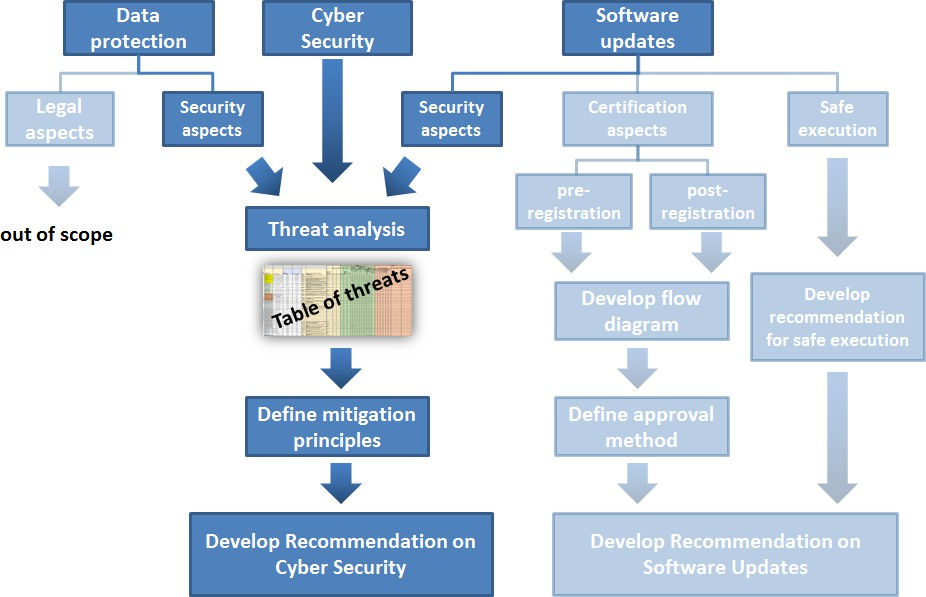 Data
protection
Cyber
Security
Software
updates
Legal
aspects
Security
aspects
Security
aspects
Certification
aspects
Safe
execution
pre-
registration
post-
registration
out of scope
Threat analysis
Table of threats
Develop flow
diagram
Develop
recommendation
for safe execution
Define mitigation
principles
Define approval
method
Develop Recommendation on
Cyber Security
Develop Recommendation on
Software Updates